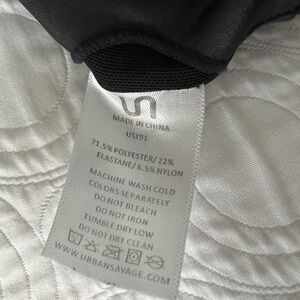 MADE IN CHINA
US191
71.5% POLYESTER/ 22%
ELASTANE/ 6.5% NYLON
MACHINE WASH COLD
COLORS SEPARATELY
DO NOT BLEACH
DO NOT IRON
TUMBLE DRY LOW
DO NOT DRY CLEAN
WWW.URBANSAVAGE.COM